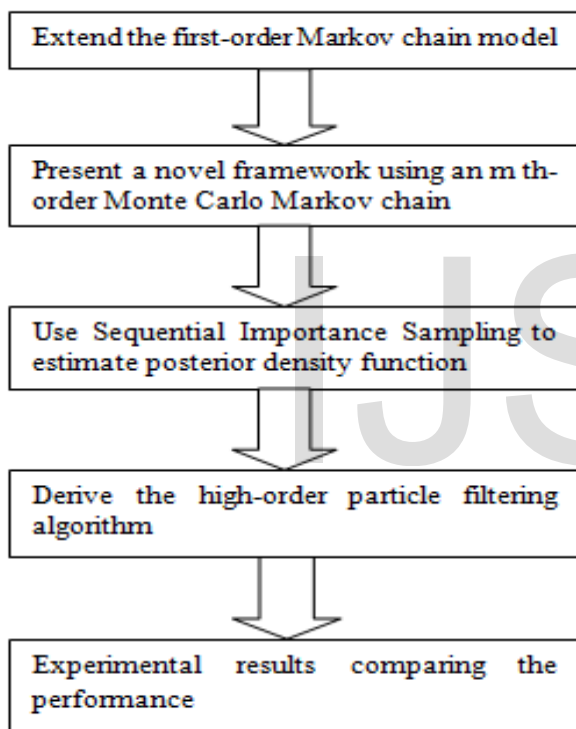 Extend the first-order Markov chain model
Present a novel framework using an m th-
order Monte Carlo Markov chain
IJS
Use Sequential Importance Sampling to
estimate posterior density function
Derive the high-order particle filtering
algorithm
Experimental results comparing the
performance